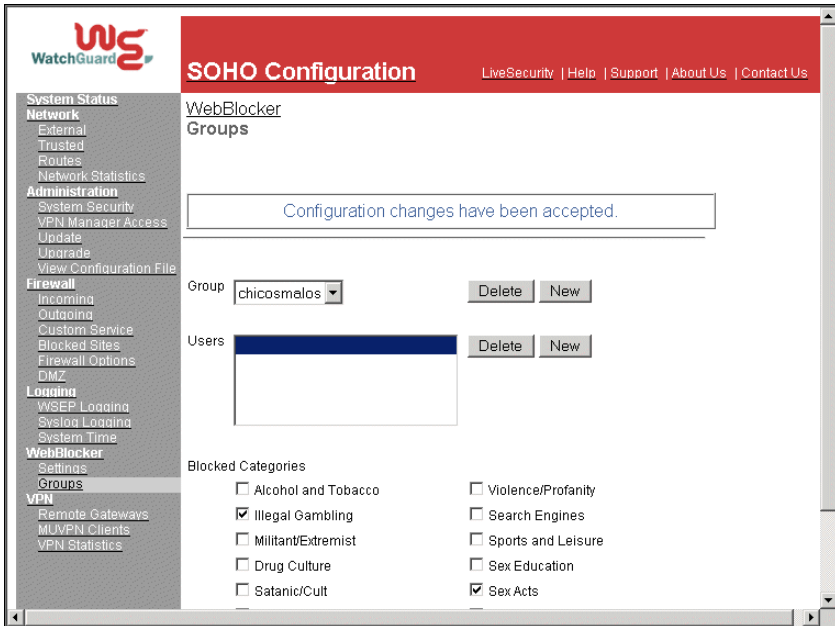 WatchGuard
SOHO Configuration
LiveSecurity | Help | Support | About Us | Contact Us
System Status
Network
External
Trusted
Routes
Network Statistics
Administration
System Security
VPN Manager Access
Update
Upgrade
View Configuration File
Firewall
Incoming
Outgoing
Custom Service
Blocked Sites
Firewall Options
DMZ
Logging
WSEP Logging
Syslog Logging
System Time
WebBlocker
Settings
Groups
VPN
Remote Gateways
MUVPN Clients
VPN Statistics
WebBlocker
Groups
Configuration changes have been accepted.
Group chicosmalos Delete New
Users Delete New
Blocked Categories
Alcohol and Tobacco Violence/Profanity
Illegal Gambling Search Engines
Militant/Extremist Sports and Leisure
Drug Culture Sex Education
Satanic/Cult Sex Acts